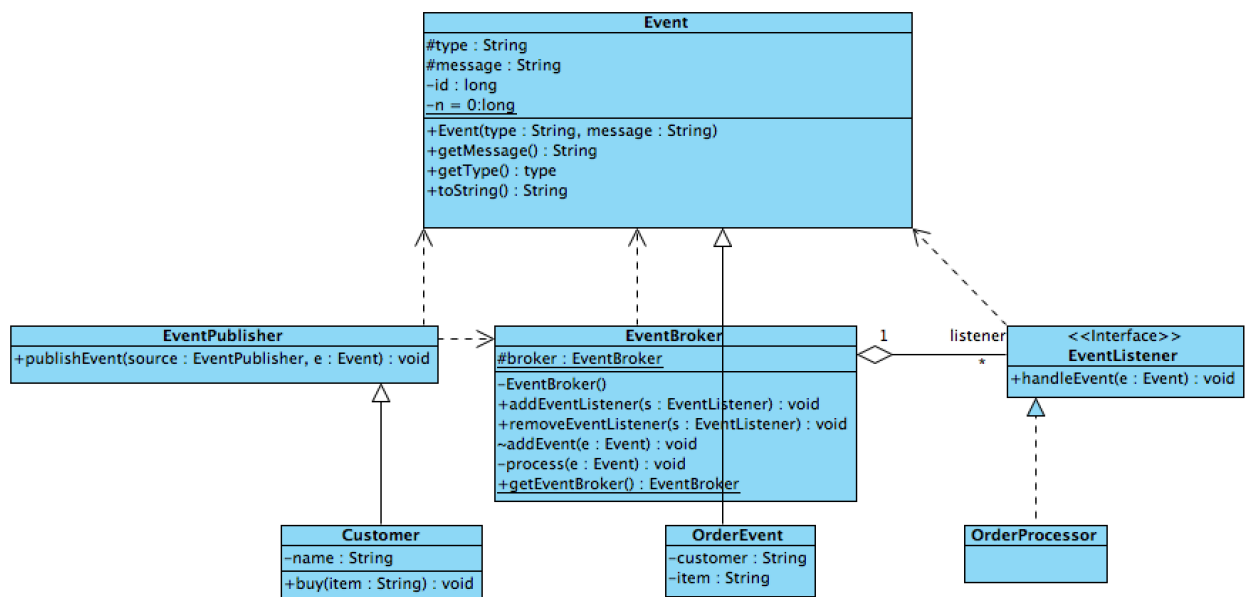 Event
#type : String
#message : String
-id : long
-n = 0:long
+Event(type : String, message : String)
+getMessage() : String
+getType() : type
+toString() : String
EventPublisher
+publishEvent(source : EventPublisher, e : Event) : void
EventBroker
#broker : EventBroker
-EventBroker()
+addEventListener(s : EventListener) : void
+removeEventListener(s : EventListener) : void
~addEvent(e : Event) : void
-process(e : Event) : void
+getEventBroker() : EventBroker
1
listener
*
<<Interface>>
EventListener
+handleEvent(e : Event) : void
Customer
-name : String
+buy(item : String) : void
OrderEvent
-customer : String
-item : String
OrderProcessor